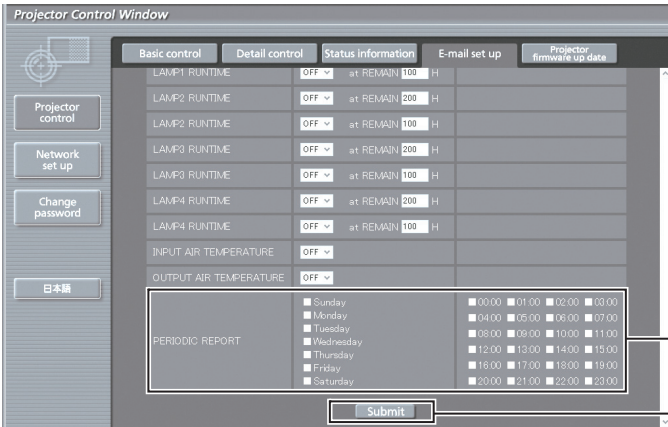 Projector Control Window
Basic control Detail control Status information E-mail set up Projector firmware up date
Projector control
Network set up
Change password
日本語
LAMP1 RUNTIME OFF at REMAIN 100 H
LAMP2 RUNTIME OFF at REMAIN 200 H
LAMP2 RUNTIME OFF at REMAIN 100 H
LAMP3 RUNTIME OFF at REMAIN 200 H
LAMP3 RUNTIME OFF at REMAIN 100 H
LAMP4 RUNTIME OFF at REMAIN 200 H
LAMP4 RUNTIME OFF at REMAIN 100 H
INPUT AIR TEMPERATURE OFF
OUTPUT AIR TEMPERATURE OFF
PERIODIC REPORT
Sunday
Monday
Tuesday
Wednesday
Thursday
Friday
Saturday
00:00 01:00 02:00 03:00
04:00 05:00 06:00 07:00
08:00 09:00 10:00 11:00
12:00 13:00 14:00 15:00
16:00 17:00 18:00 19:00
20:00 21:00 22:00 23:00
Submit